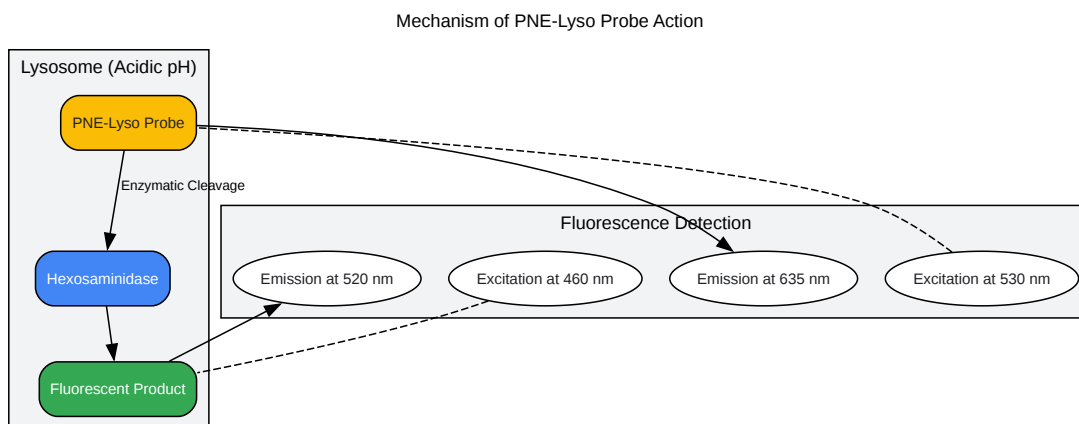 Mechanism of PNE-Lyso Probe Action
Lysosome (Acidic pH)
PNE-Lyso Probe
Enzymatic Cleavage
Fluorescence Detection
Hexosaminidase
Emission at 520 nm
Excitation at 460 nm
Emission at 635 nm
Excitation at 530 nm
Fluorescent Product